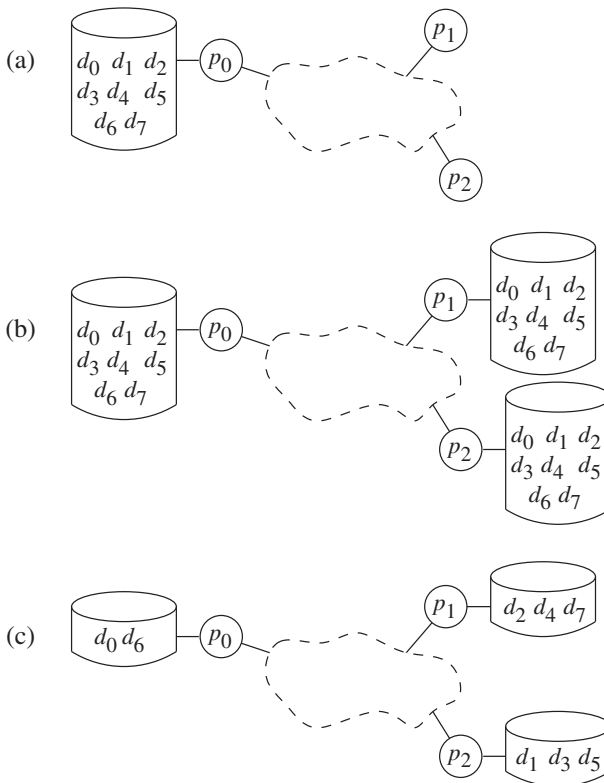 (a)
d0 d1 d2
d3 d4 d5
d6 d7
p0
p1
p2
(b)
d0 d1 d2
d3 d4 d5
d6 d7
p0
p1
d0 d1 d2
d3 d4 d5
d6 d7
p2
d0 d1 d2
d3 d4 d5
d6 d7
(c)
d0 d6
p0
p1
d2 d4 d7
p2
d1 d3 d5